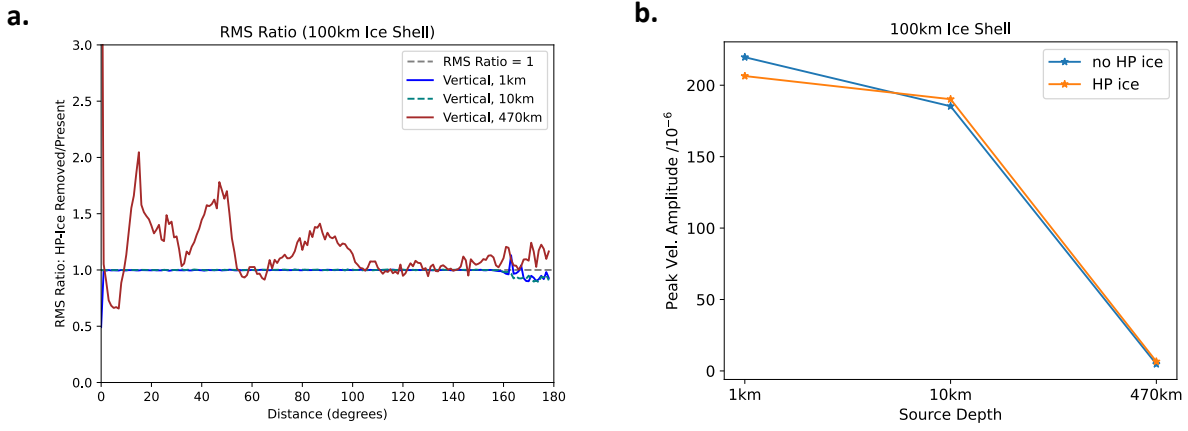 a.
RMS Ratio (100km Ice Shell)
RMS Ratio: HP-Ice Removed/Present
3.0
2.5
2.0
1.5
1.0
0.5
0.0
RMS Ratio = 1
Vertical, 1km
Vertical, 10km
Vertical, 470km
0 20 40 60 80 100 120 140 160 180
Distance (degrees)
b.
100km Ice Shell
Peak Vel. Amplitude /10⁻⁶
200
150
100
50
0
no HP ice
HP ice
1km 10km 470km
Source Depth